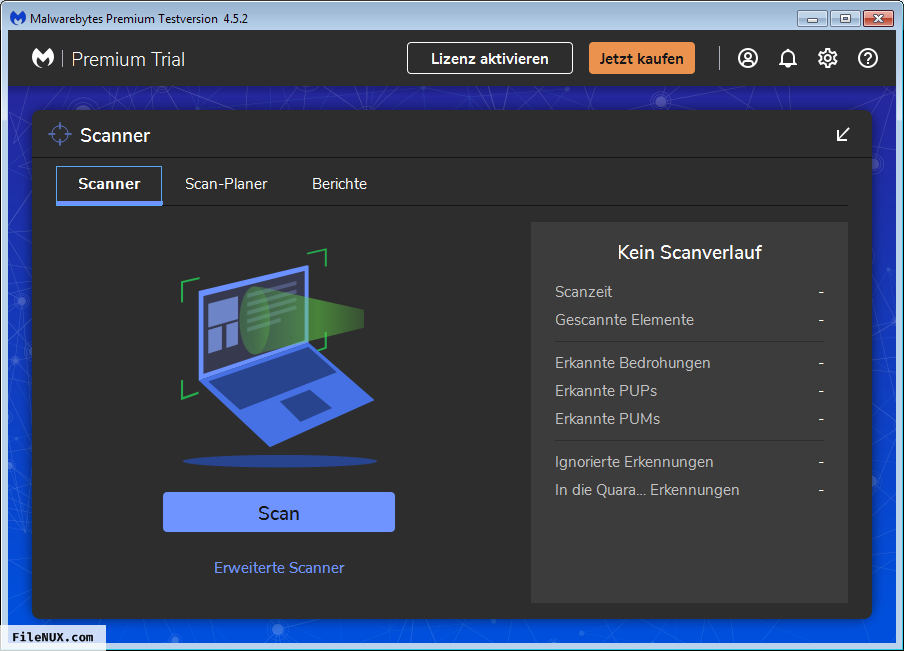 Malwarebytes Premium Testversion 4.5.2
Premium Trial
Lizenz aktivieren
Jetzt kaufen
Scanner
Scanner
Scan-Planer
Berichte
Kein Scanverlauf
Scanzeit -
Gescannte Elemente -
Erkannte Bedrohungen -
Erkannte PUPs -
Erkannte PUMs -
Ignorierte Erkennungen -
In die Quara... Erkennungen -
Scan
Erweiterte Scanner
FileNUX.com